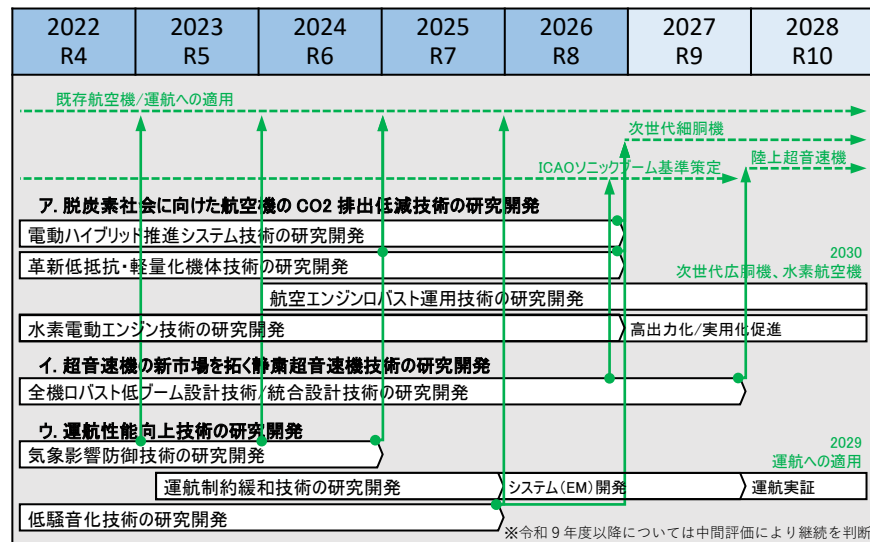 2022 2023 2024 2025 2026 2027 2028
R4 R5 R6 R7 R8 R9 R10
既存航空機/運航への適用
次世代細胴機
ICAOソニックブーム基準策定
陸上超音速機
ア. 脱炭素社会に向けた航空機の CO2 排出低減技術の研究開発
電動ハイブリッド推進システム技術の研究開発
革新低抵抗・軽量化機体技術の研究開発
2030
次世代広胴機、水素航空機
航空エンジンロバスト運用技術の研究開発
水素電動エンジン技術の研究開発
高出力化/実用化促進
イ. 超音速機の新市場を拓く静粛超音速機技術の研究開発
全機ロバスト低ブーム設計技術/統合設計技術の研究開発
ウ. 運航性能向上技術の研究開発
気象影響防御技術の研究開発
2029
運航への適用
運航制約緩和技術の研究開発
システム(EM)開発
運航実証
低騒音化技術の研究開発
※令和9年度以降については中間評価により継続を判断